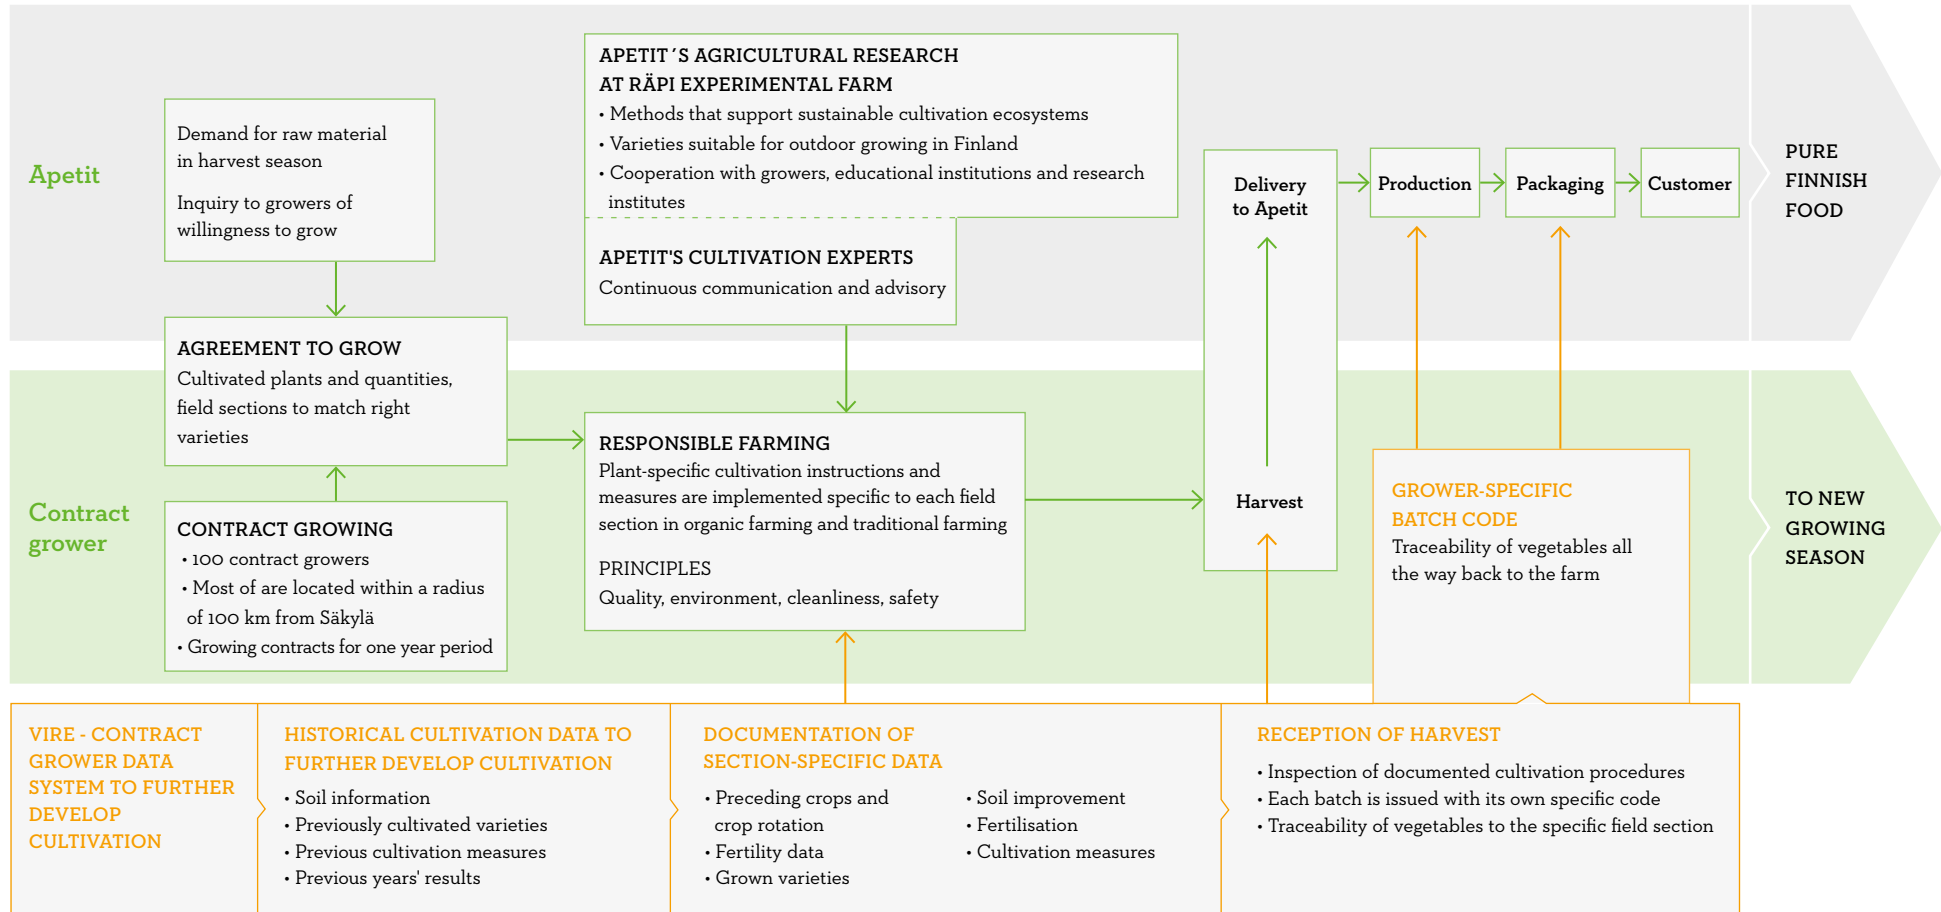 Apetit
Demand for raw material
in harvest season
Inquiry to growers of
willingness to grow
APETIT´S AGRICULTURAL RESEARCH
AT RÄPI EXPERIMENTAL FARM
• Methods that support sustainable cultivation ecosystems
• Varieties suitable for outdoor growing in Finland
• Cooperation with growers, educational institutions and research
institutes
APETIT'S CULTIVATION EXPERTS
Continuous communication and advisory
Delivery
to Apetit
Production
Packaging
Customer
PURE
FINNISH
FOOD
AGREEMENT TO GROW
Cultivated plants and quantities,
field sections to match right
varieties
Contract
grower
CONTRACT GROWING
• 100 contract growers
• Most of are located within a radius
of 100 km from Säkylä
• Growing contracts for one year period
RESPONSIBLE FARMING
Plant-specific cultivation instructions and
measures are implemented specific to each field
section in organic farming and traditional farming
PRINCIPLES
Quality, environment, cleanliness, safety
Harvest
GROWER-SPECIFIC
BATCH CODE
Traceability of vegetables all
the way back to the farm
TO NEW
GROWING
SEASON
VIRE - CONTRACT
GROWER DATA
SYSTEM TO FURTHER
DEVELOP
CULTIVATION
HISTORICAL CULTIVATION DATA TO
FURTHER DEVELOP CULTIVATION
• Soil information
• Previously cultivated varieties
• Previous cultivation measures
• Previous years' results
DOCUMENTATION OF
SECTION-SPECIFIC DATA
• Preceding crops and
crop rotation
• Fertility data
• Grown varieties
• Soil improvement
• Fertilisation
• Cultivation measures
RECEPTION OF HARVEST
• Inspection of documented cultivation procedures
• Each batch is issued with its own specific code
• Traceability of vegetables to the specific field section